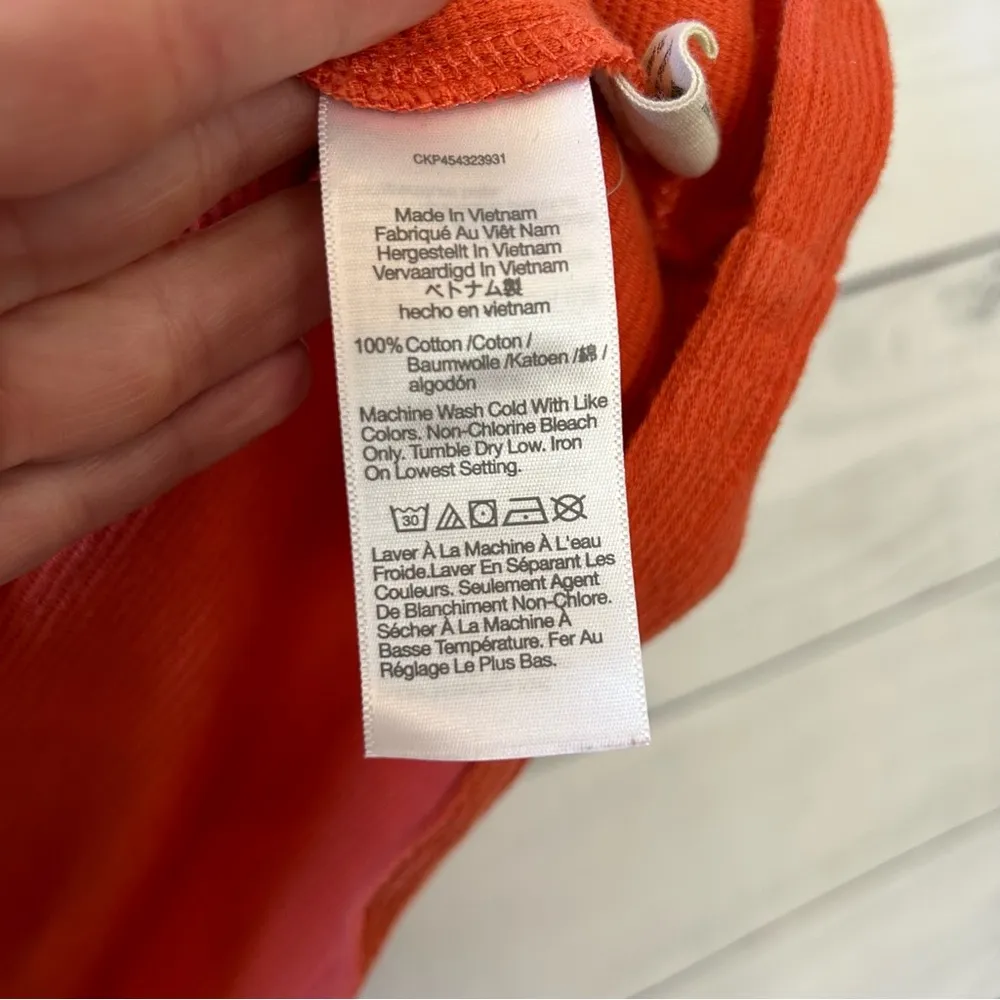 CKP454323931
Made In Vietnam
Fabriqué Au Viêt Nam
Hergestellt In Vietnam
Vervaardigd In Vietnam
ベトナム製
hecho en vietnam
100% Cotton /Coton /
Baumwolle /Katoen /綿 /
algodón
Machine Wash Cold With Like
Colors. Non-Chlorine Bleach
Only. Tumble Dry Low. Iron
On Lowest Setting.
30
Laver À La Machine À L'eau
Froide.Laver En Séparant Les
Couleurs. Seulement Agent
De Blanchiment Non-Chlore.
Sécher À La Machine À
Basse Température. Fer Au
Réglage Le Plus Bas.